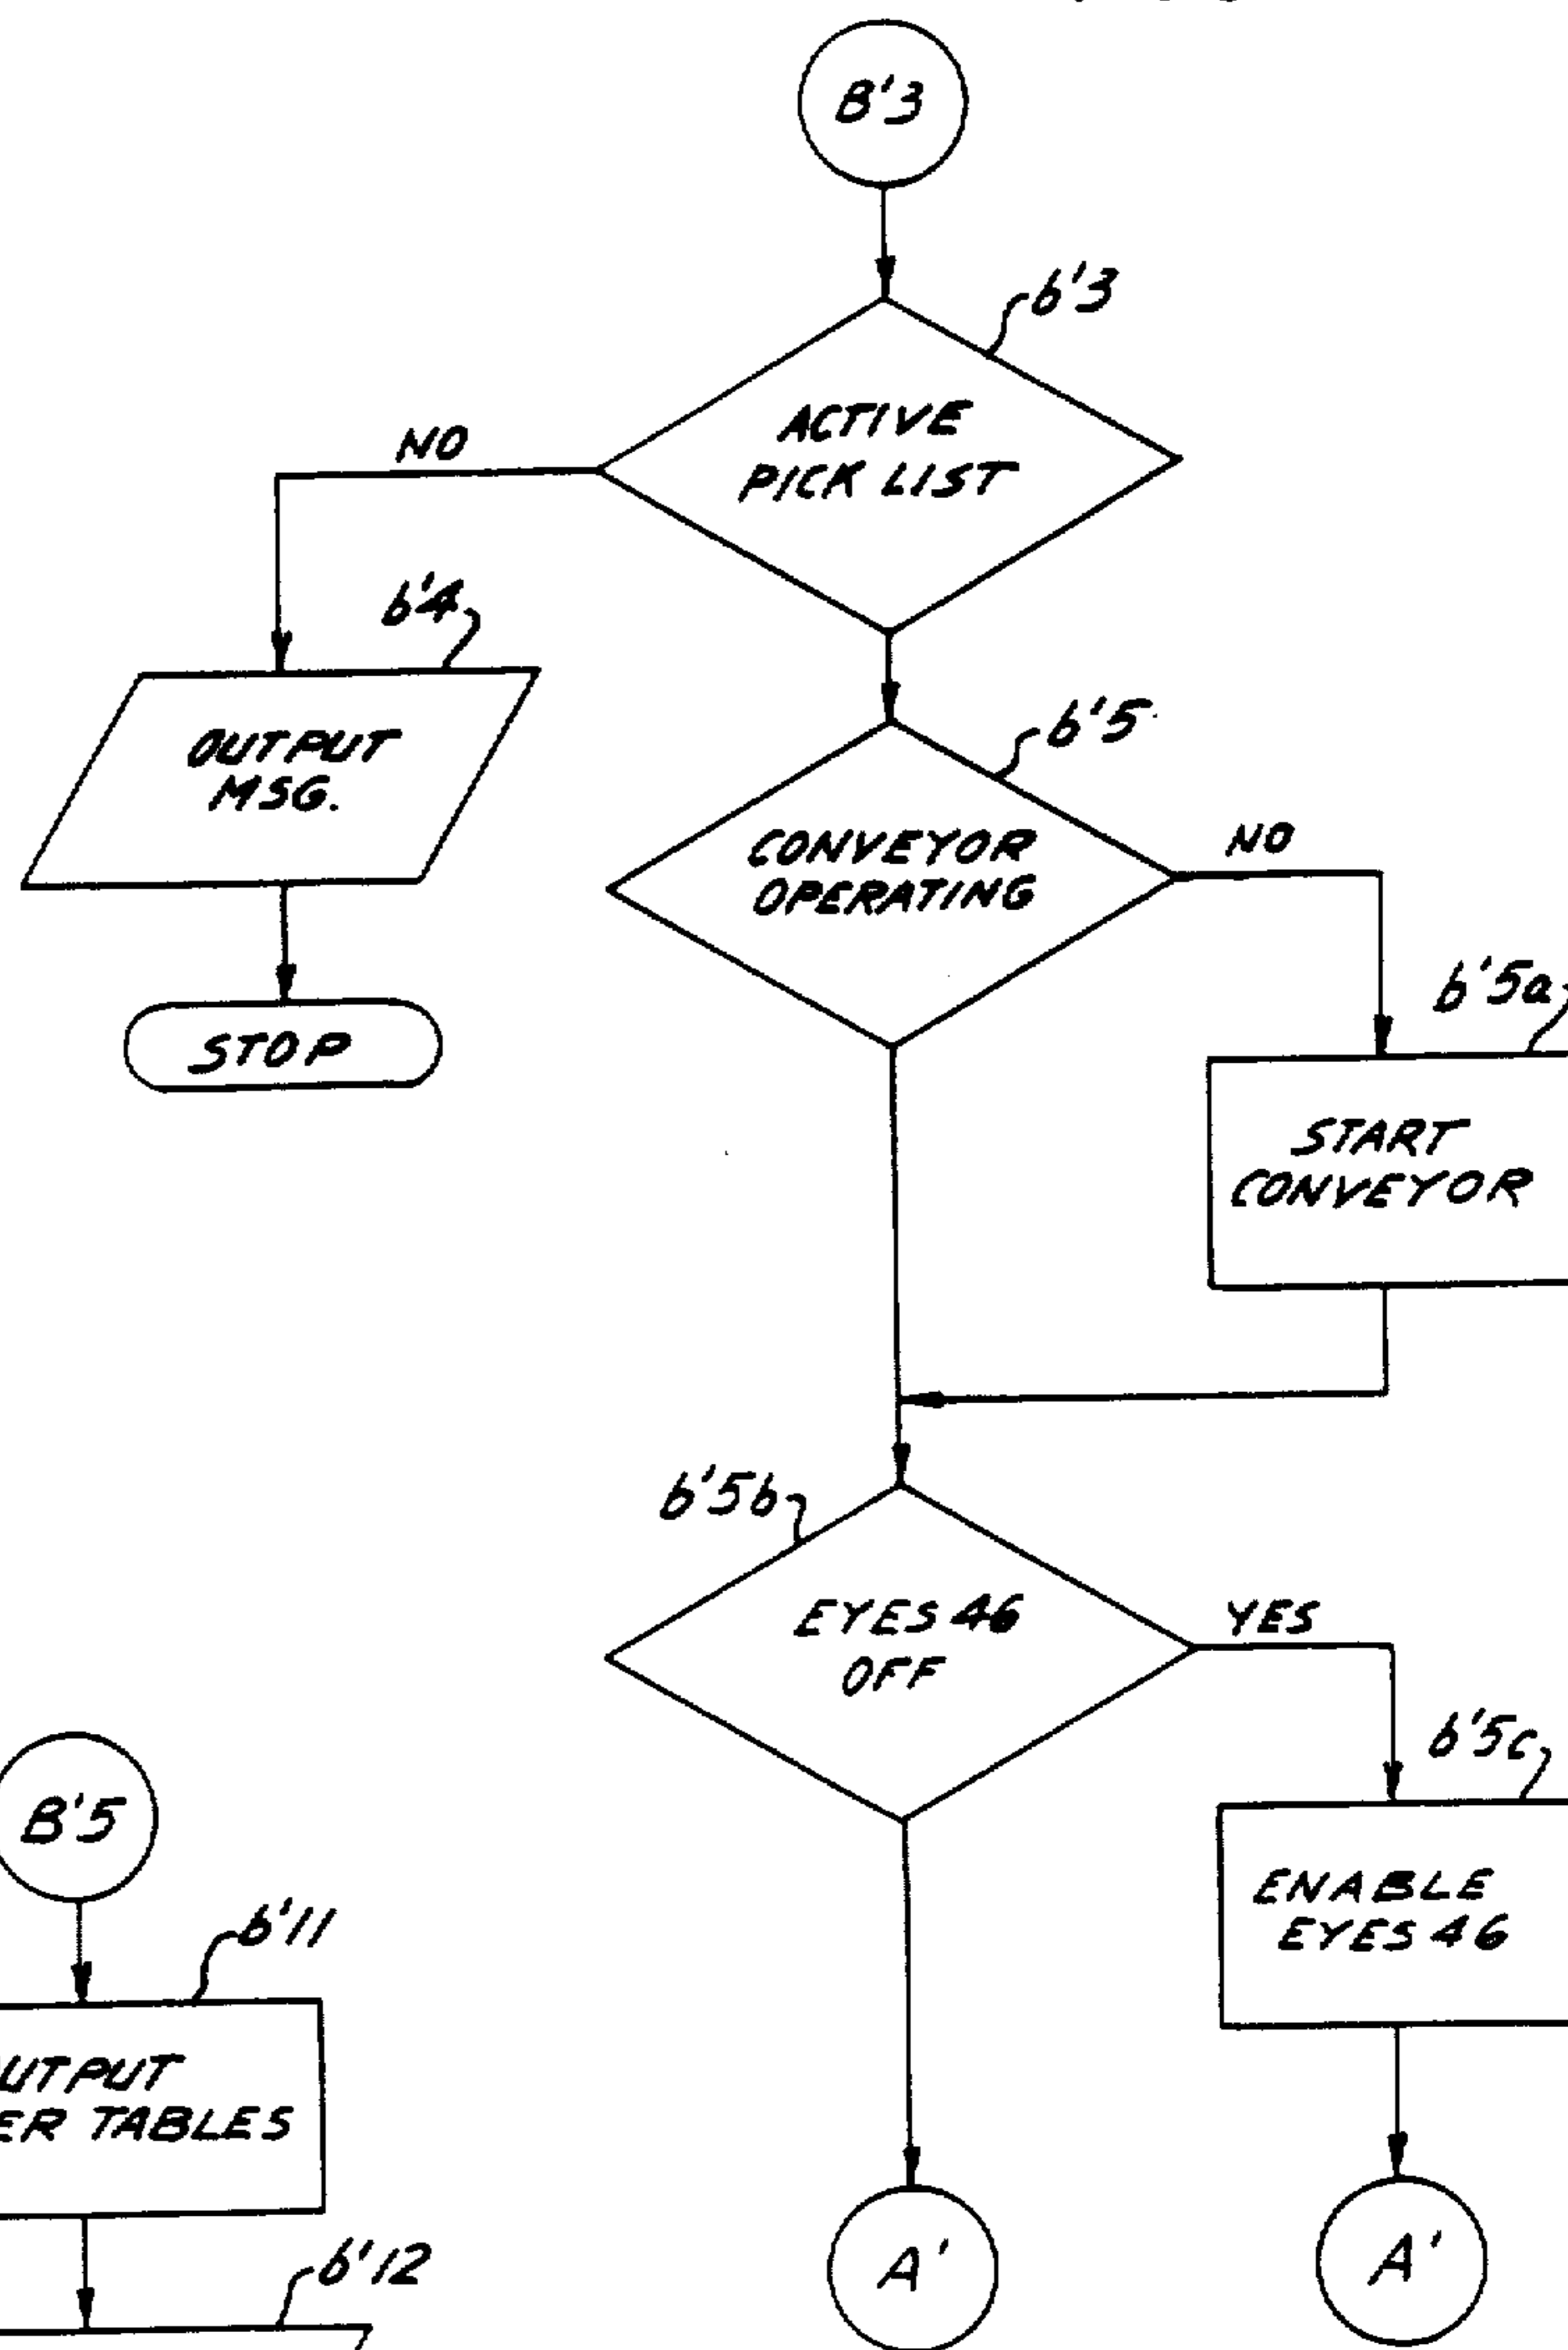 B'3
b'3
ACTIVE
PICK LIST
NO
b'4
OUTPUT
MSG.
STOP
b'5
CONVEYOR
OPERATING
NO
b'5a
START
CONVEYOR
b'5b
EYES 46
OFF
YES
b'5c
ENABLE
EYES 46
A'
A'
B'5
b'11
UTPUT
ER TABLES
b'12